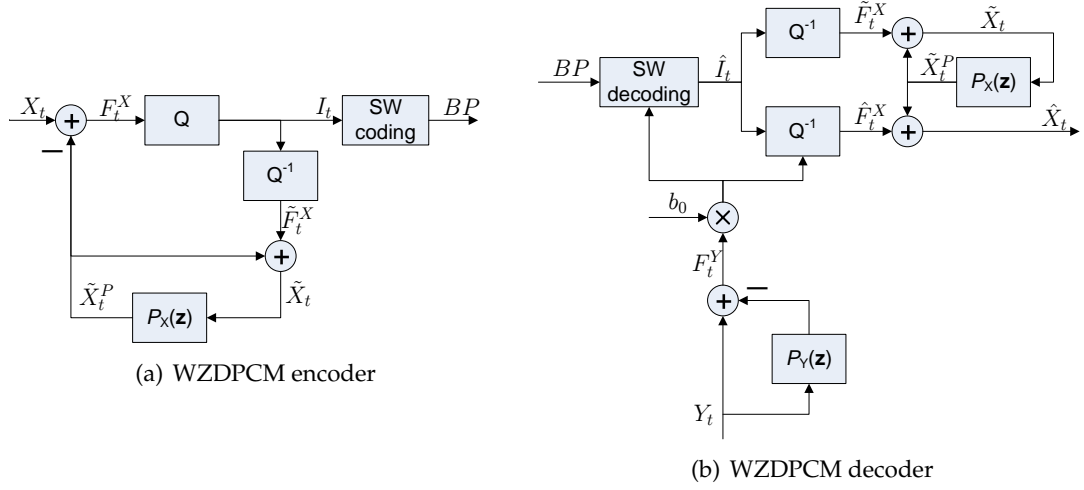 X_t
F_t^X
Q
I_t
SW
coding
BP
−
Q⁻¹
F̃_t^X
X̃_t^P
P_X(z)
X̃_t
(a) WZDPCM encoder
BP
SW
decoding
Î_t
Q⁻¹
F̃_t^X
X̃_t
X̃_t^P
P_X(z)
Q⁻¹
F̂_t^X
X̂_t
b_0
F_t^Y
−
P_Y(z)
Y_t
(b) WZDPCM decoder